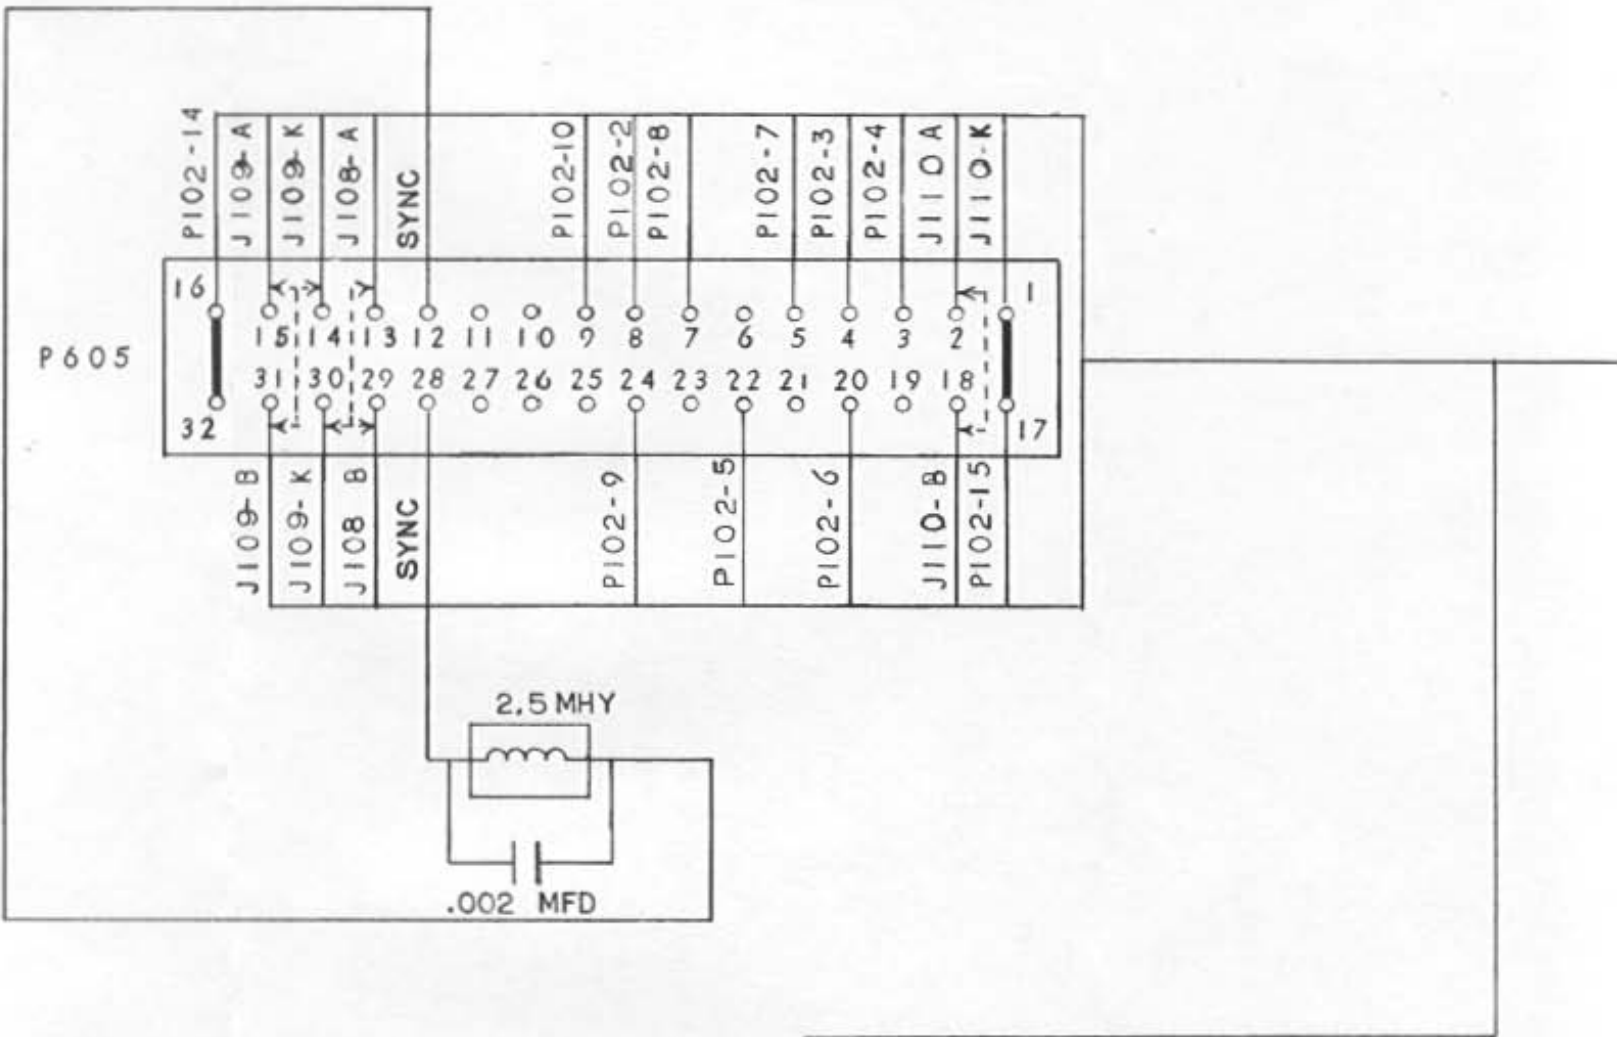 P102-14
J109-A
J109-K
J108-A
SYNC
P102-10
P102-2
P102-8
P102-7
P102-3
P102-4
J110A
J110-K
16
1
15 14 13 12 11 10 9 8 7 6 5 4 3 2
P605
31 30 29 28 27 26 25 24 23 22 21 20 19 18
32
17
J109-B
J109-K
J108 B
SYNC
P102-9
P102-5
P102-6
J110-B
P102-15
2.5 MHY
.002 MFD